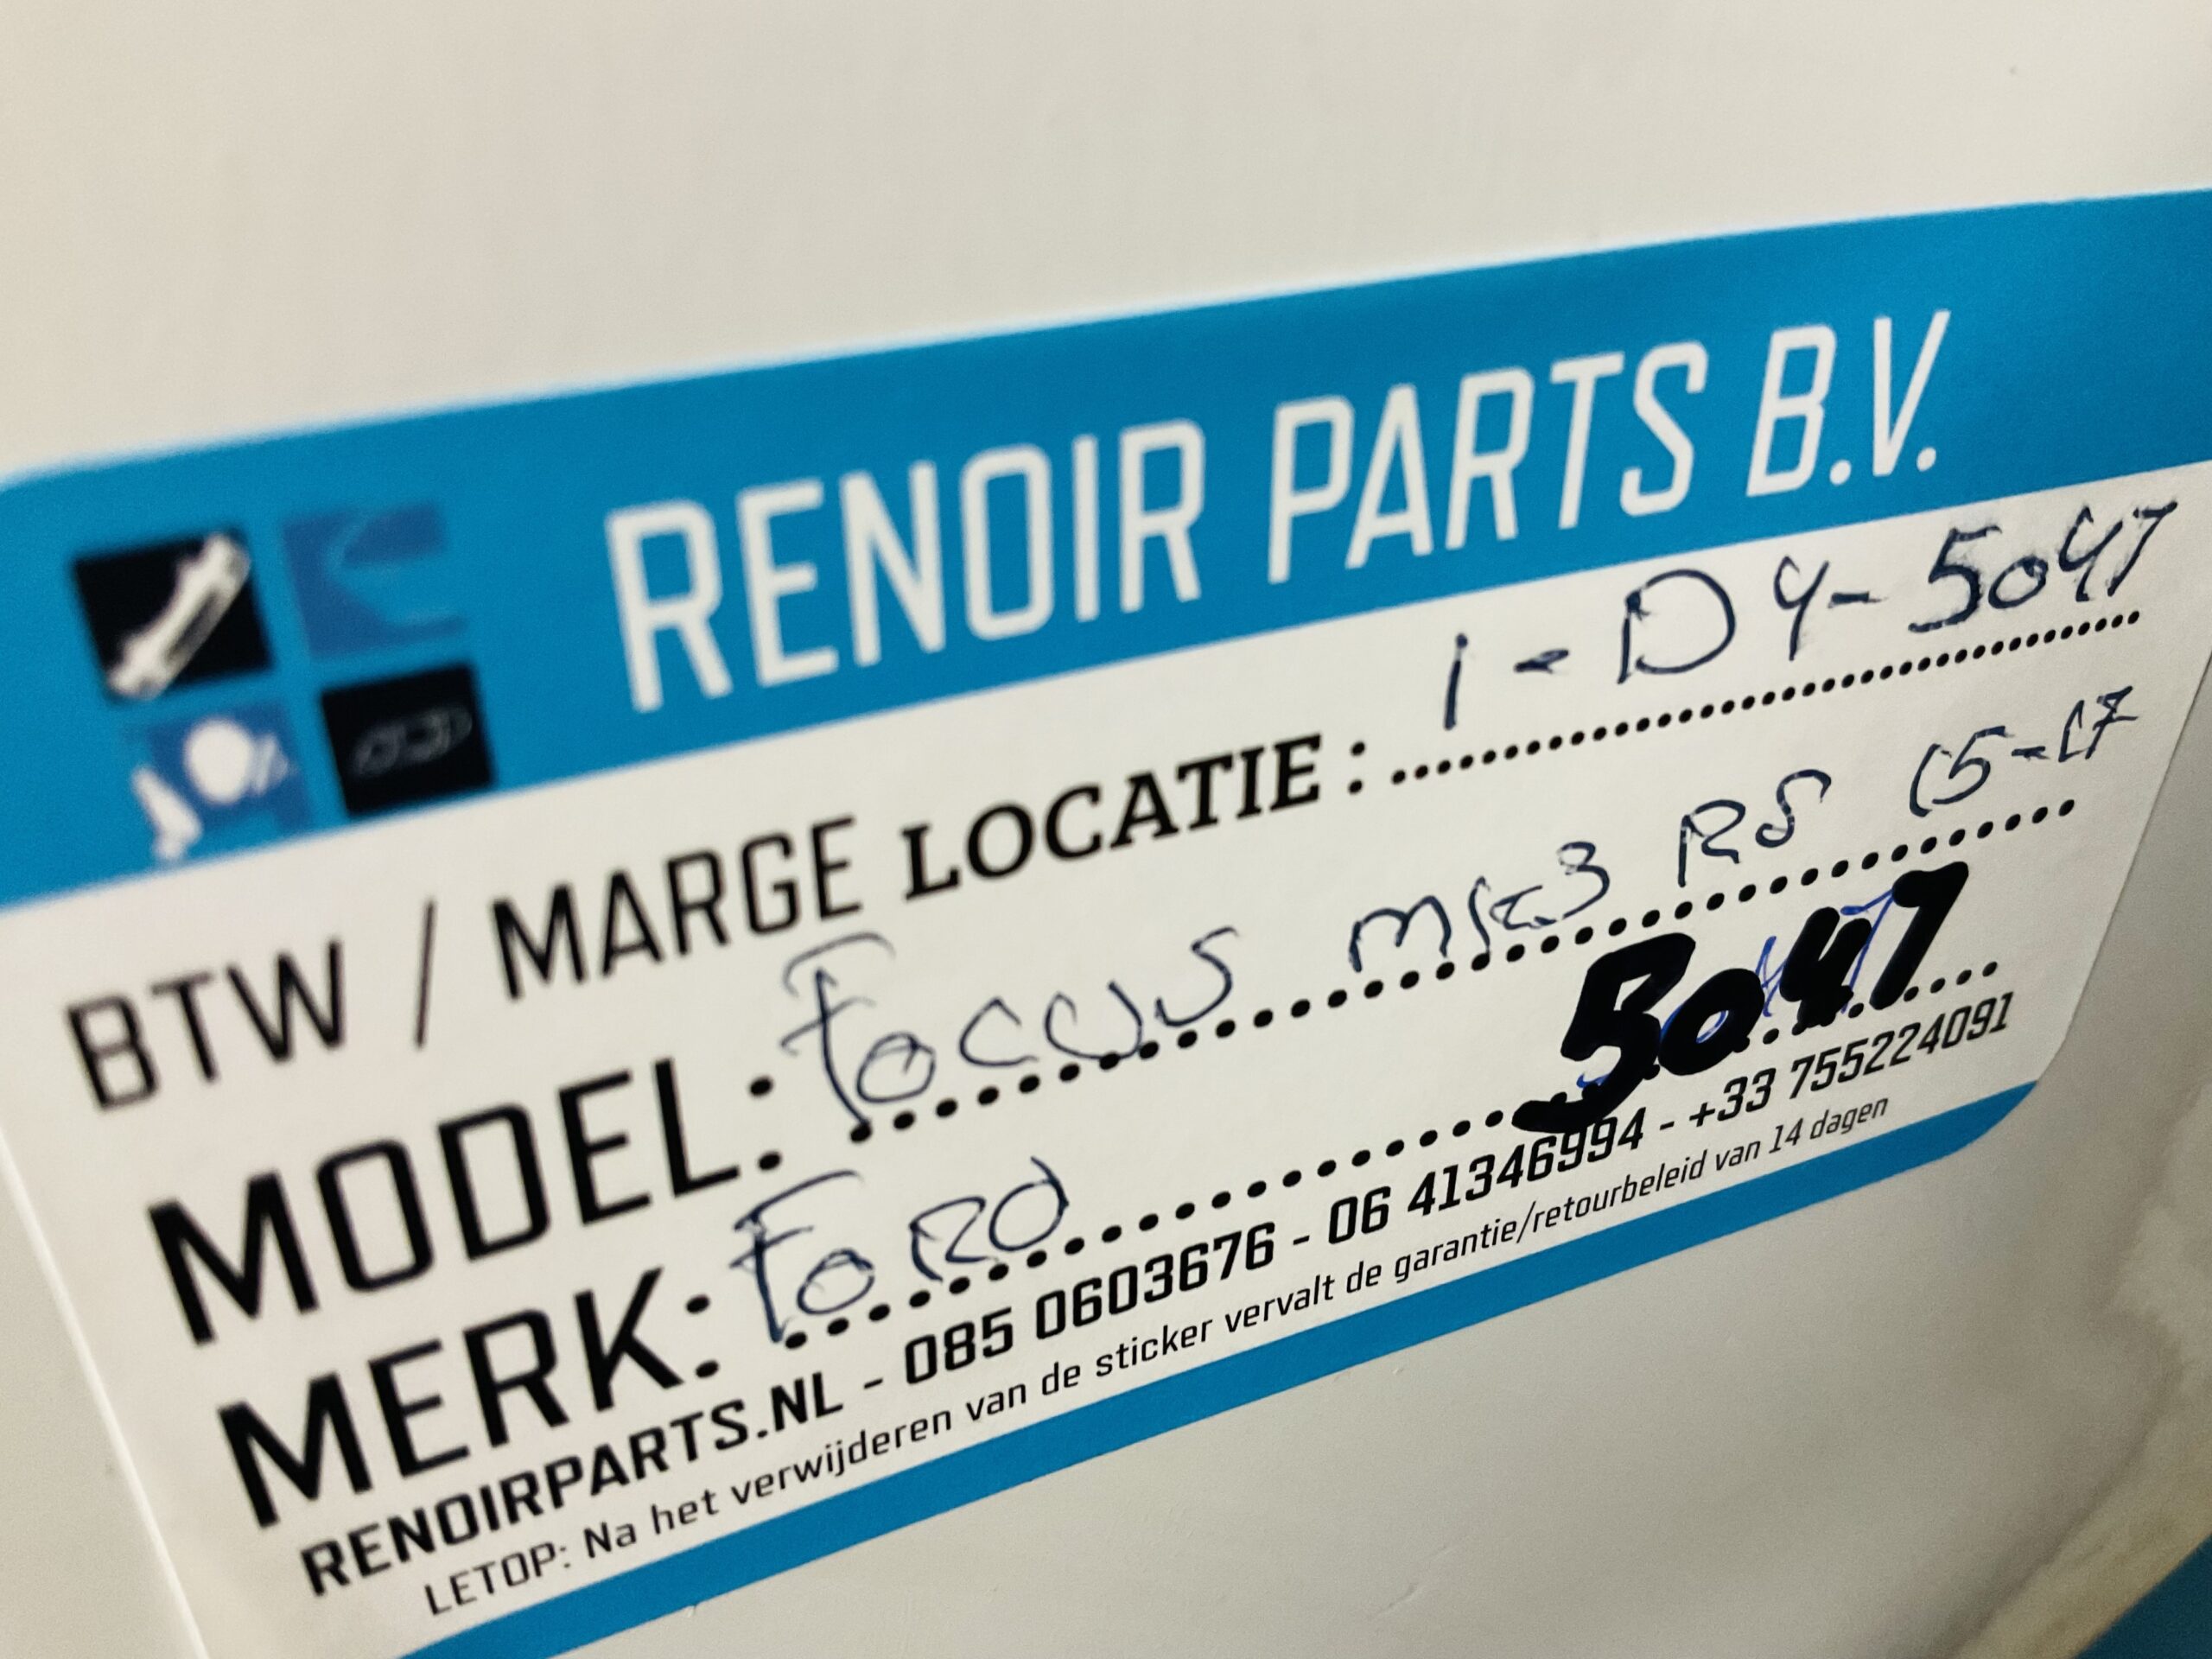 RENOIR PARTS B.V.
BTW / MARGE LOCATIE : 1 - D4 - 5047
MODEL: Focus mk3 RS 15-17
MERK: Ford 5047
RENOIRPARTS.NL - 085 0603676 - 06 41346994 - +33 755224091
LETOP: Na het verwijderen van de sticker vervalt de garantie/retourbeleid van 14 dagen